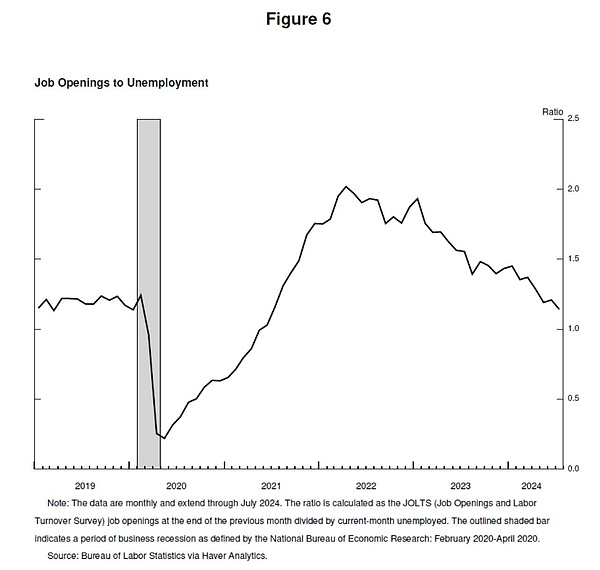 Figure 6
Job Openings to Unemployment
Ratio
2.5
2.0
1.5
1.0
0.5
0.0
2019 2020 2021 2022 2023 2024
Note: The data are monthly and extend through July 2024. The ratio is calculated as the JOLTS (Job Openings and Labor
Turnover Survey) job openings at the end of the previous month divided by current-month unemployed. The outlined shaded bar
indicates a period of business recession as defined by the National Bureau of Economic Research: February 2020-April 2020.
Source: Bureau of Labor Statistics via Haver Analytics.